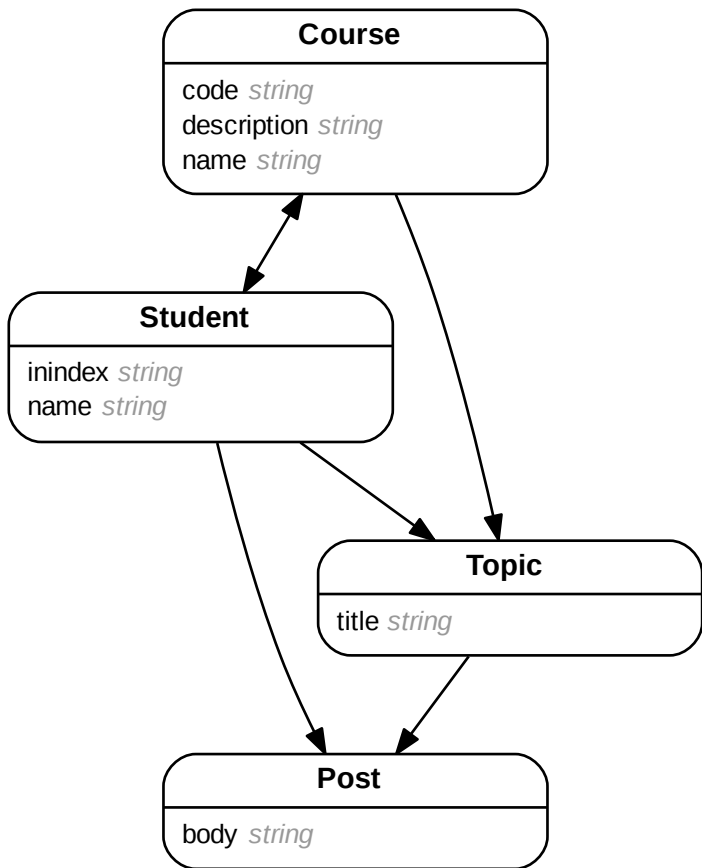 Course
code string
description string
name string
Student
inindex string
name string
Topic
title string
Post
body string